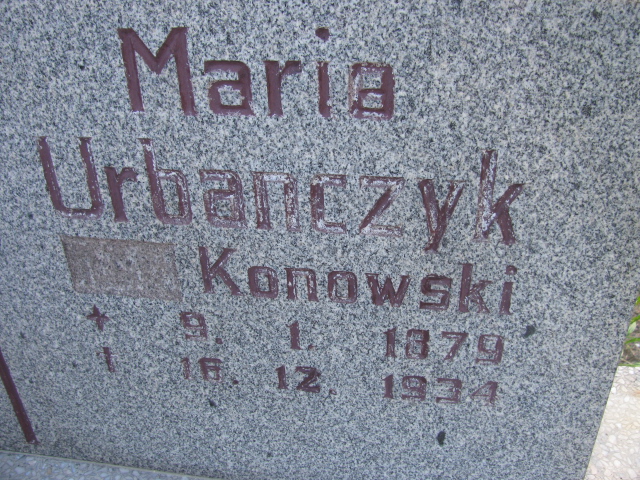 Maria
Urbanczyk
Konowski
* 9. 1. 1879
† 16. 12. 1934